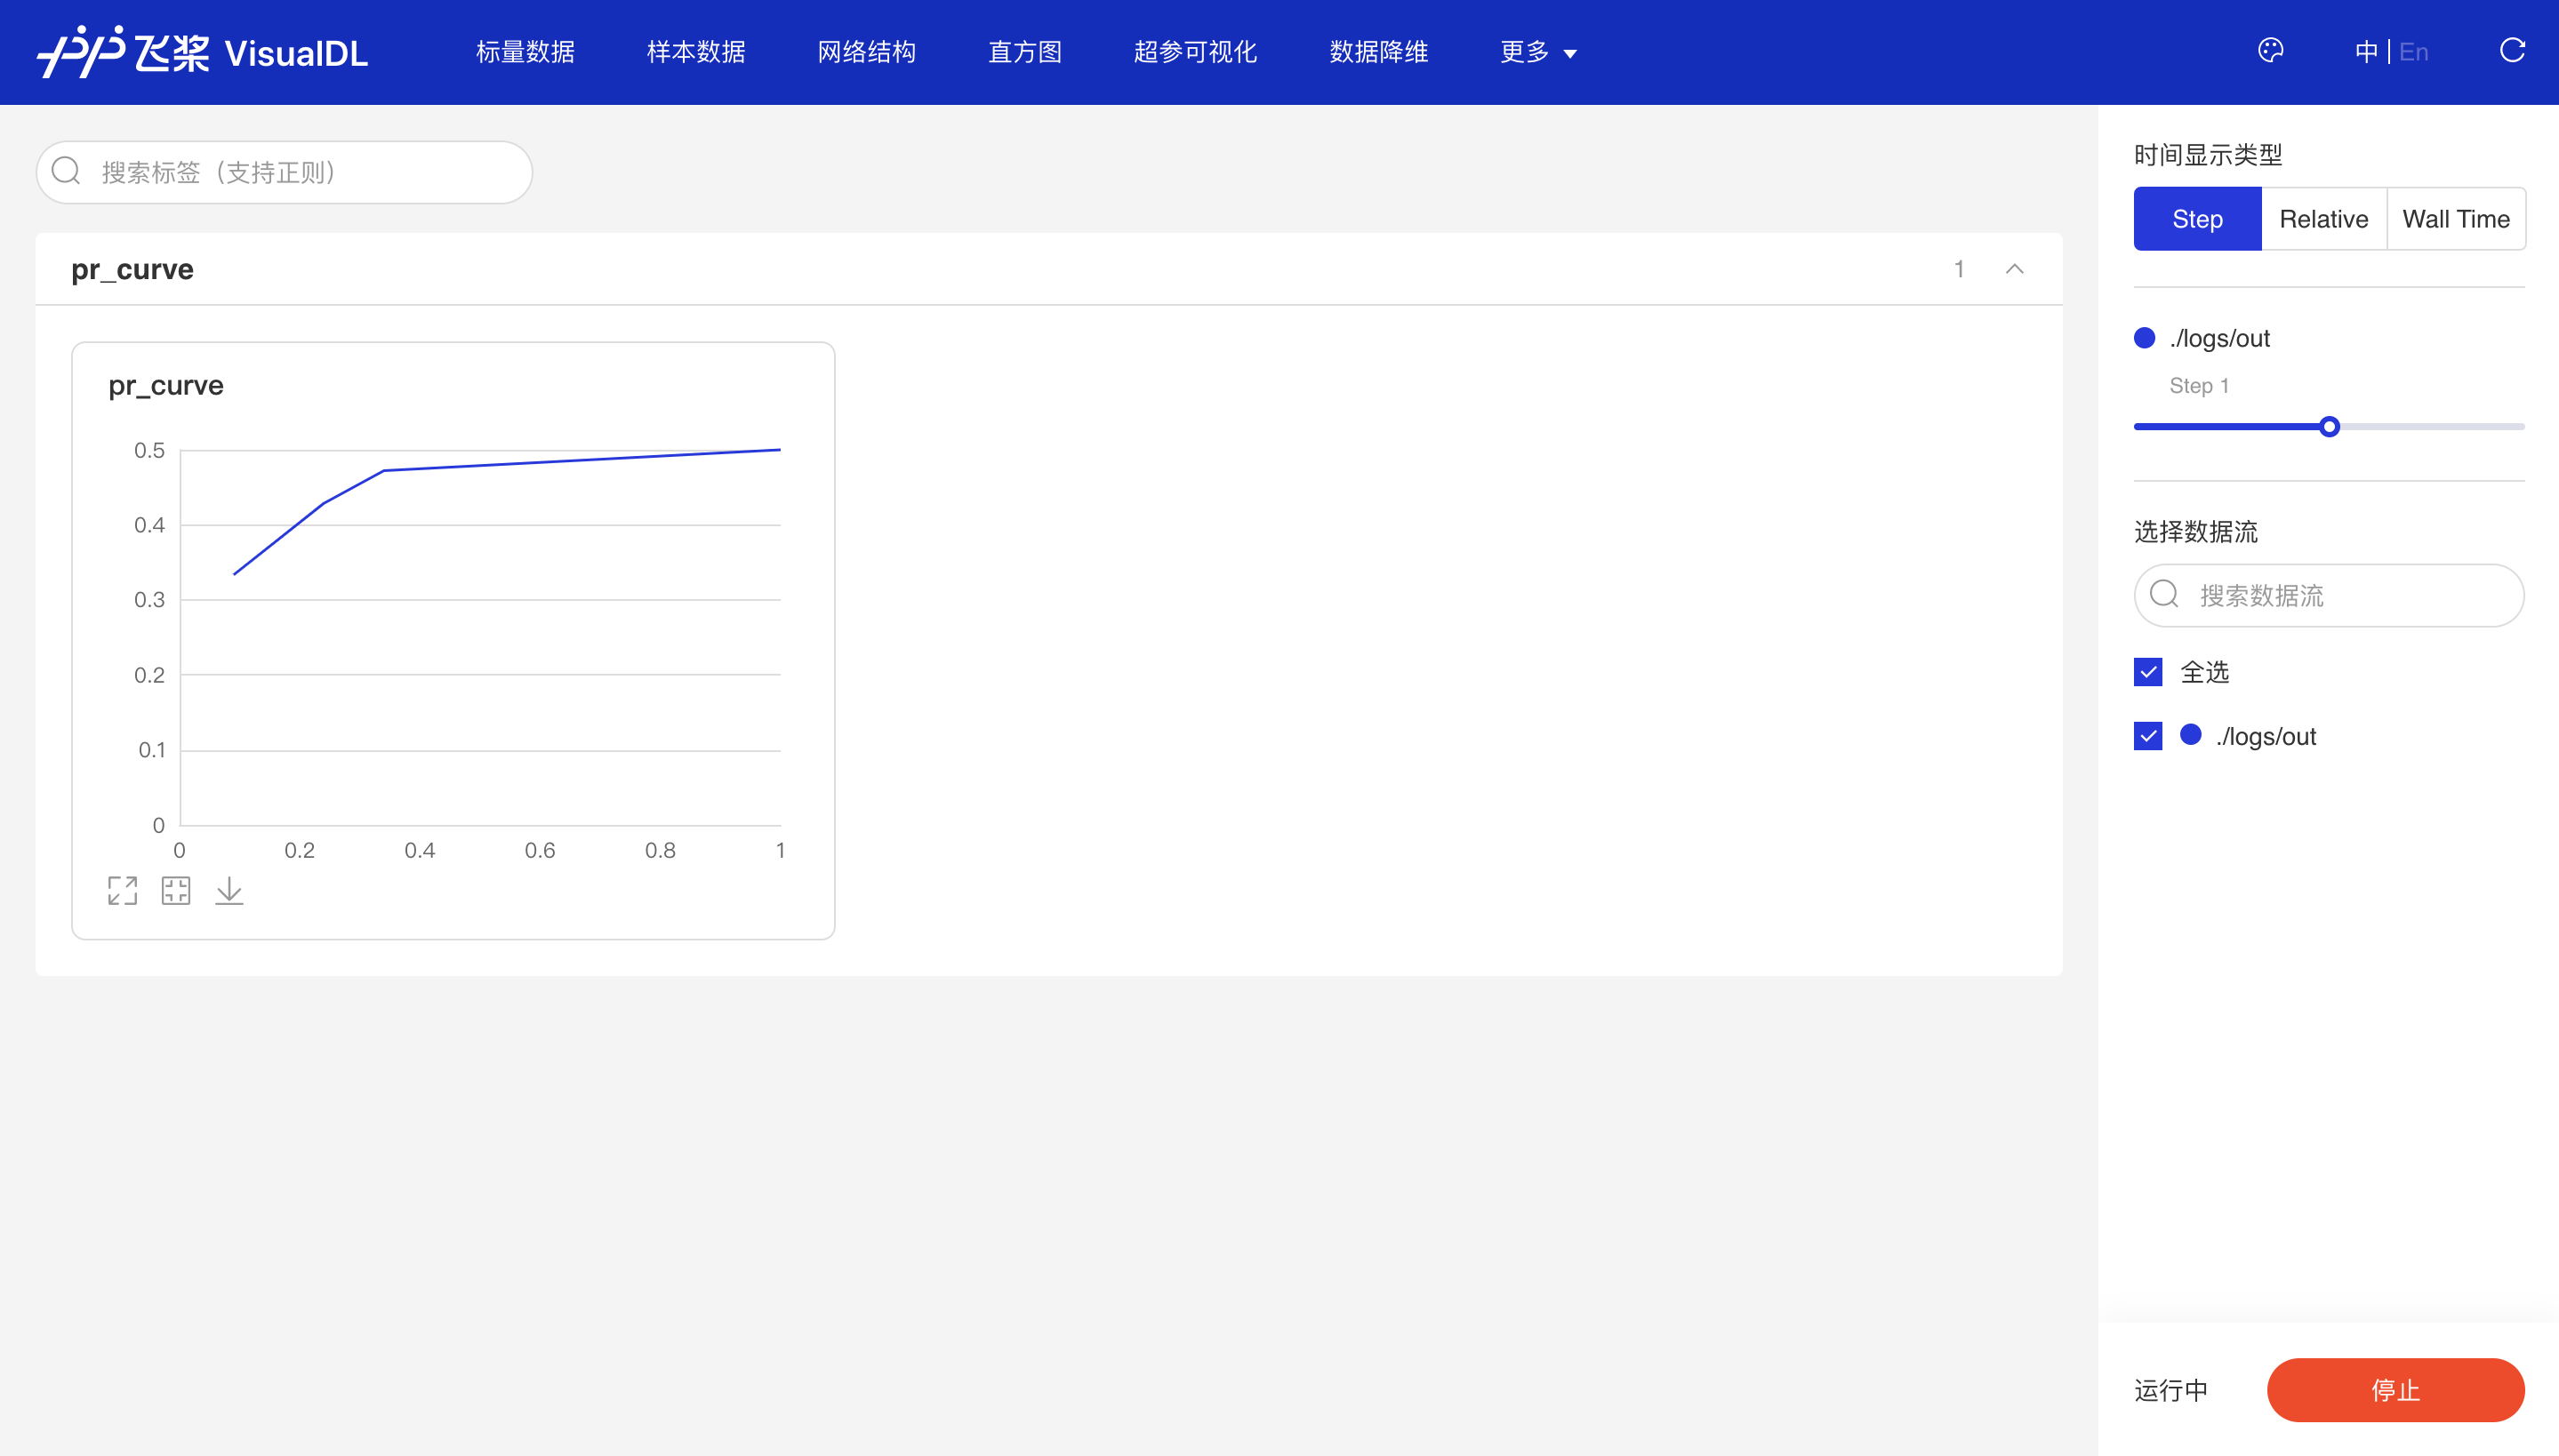 飞桨 VisualDL 标量数据 样本数据 网络结构 直方图 超参可视化 数据降维 更多 中 | En
搜索标签（支持正则）
pr_curve 1
pr_curve
0.5
0.4
0.3
0.2
0.1
0
0 0.2 0.4 0.6 0.8 1
时间显示类型
Step Relative Wall Time
./logs/out
Step 1
选择数据流
搜索数据流
全选
./logs/out
运行中 停止